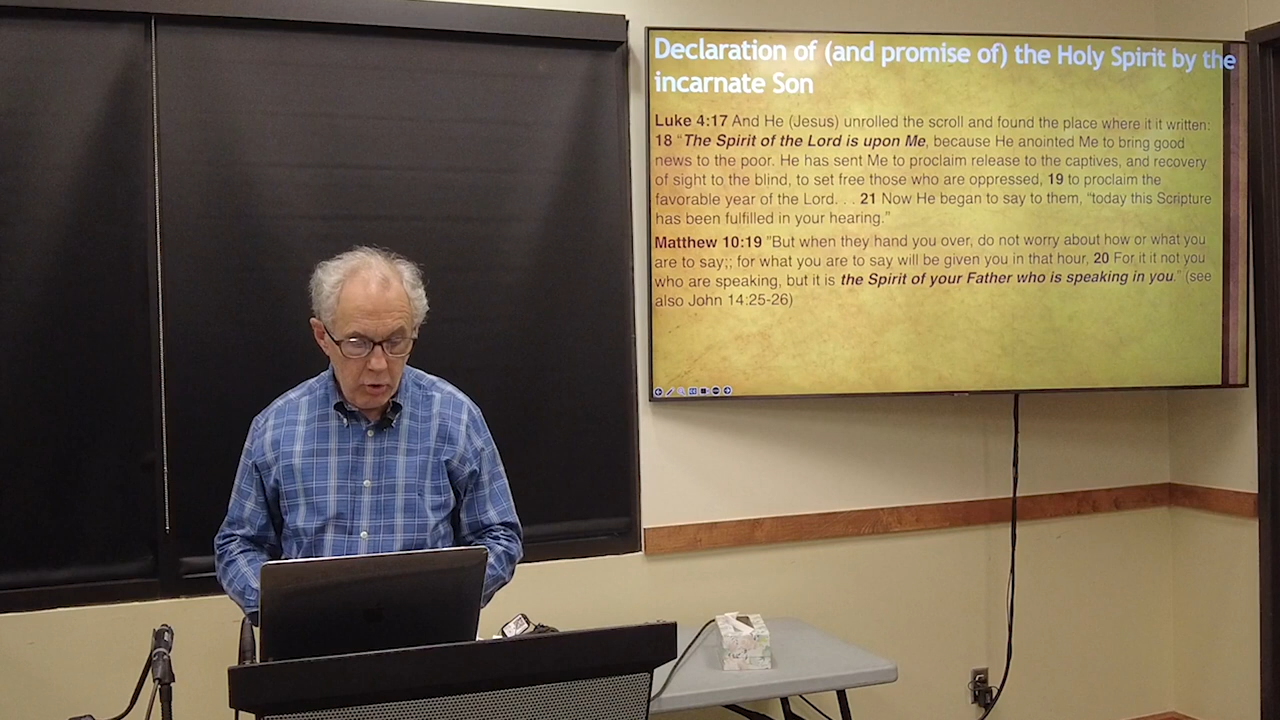 Declaration of (and promise of) the Holy Spirit by the
incarnate Son
Luke 4:17 And He (Jesus) unrolled the scroll and found the place where it it written:
18 “The Spirit of the Lord is upon Me, because He anointed Me to bring good
news to the poor. He has sent Me to proclaim release to the captives, and recovery
of sight to the blind, to set free those who are oppressed, 19 to proclaim the
favorable year of the Lord. . . 21 Now He began to say to them, “today this Scripture
has been fulfilled in your hearing.”
Matthew 10:19 “But when they hand you over, do not worry about how or what you
are to say;; for what you are to say will be given you in that hour, 20 For it it not you
who are speaking, but it is the Spirit of your Father who is speaking in you.” (see
also John 14:25-26)